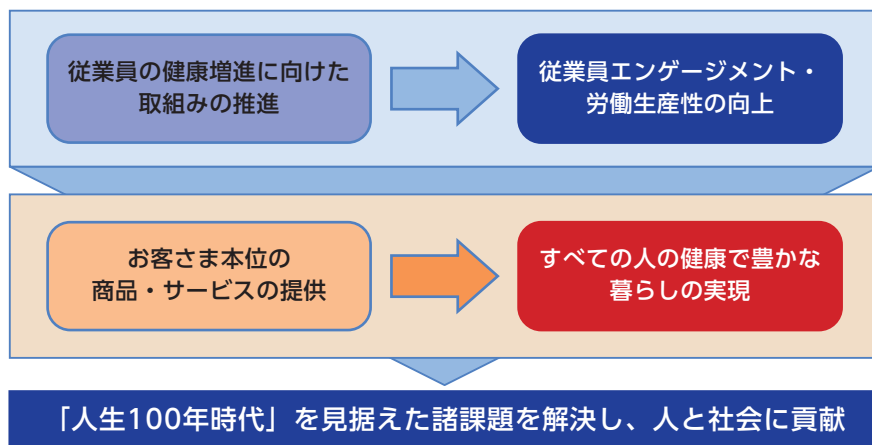 従業員の健康増進に向けた
取組みの推進
従業員エンゲージメント・
労働生産性の向上
お客さま本位の
商品・サービスの提供
すべての人の健康で豊かな
暮らしの実現
「人生100年時代」を見据えた諸課題を解決し、人と社会に貢献